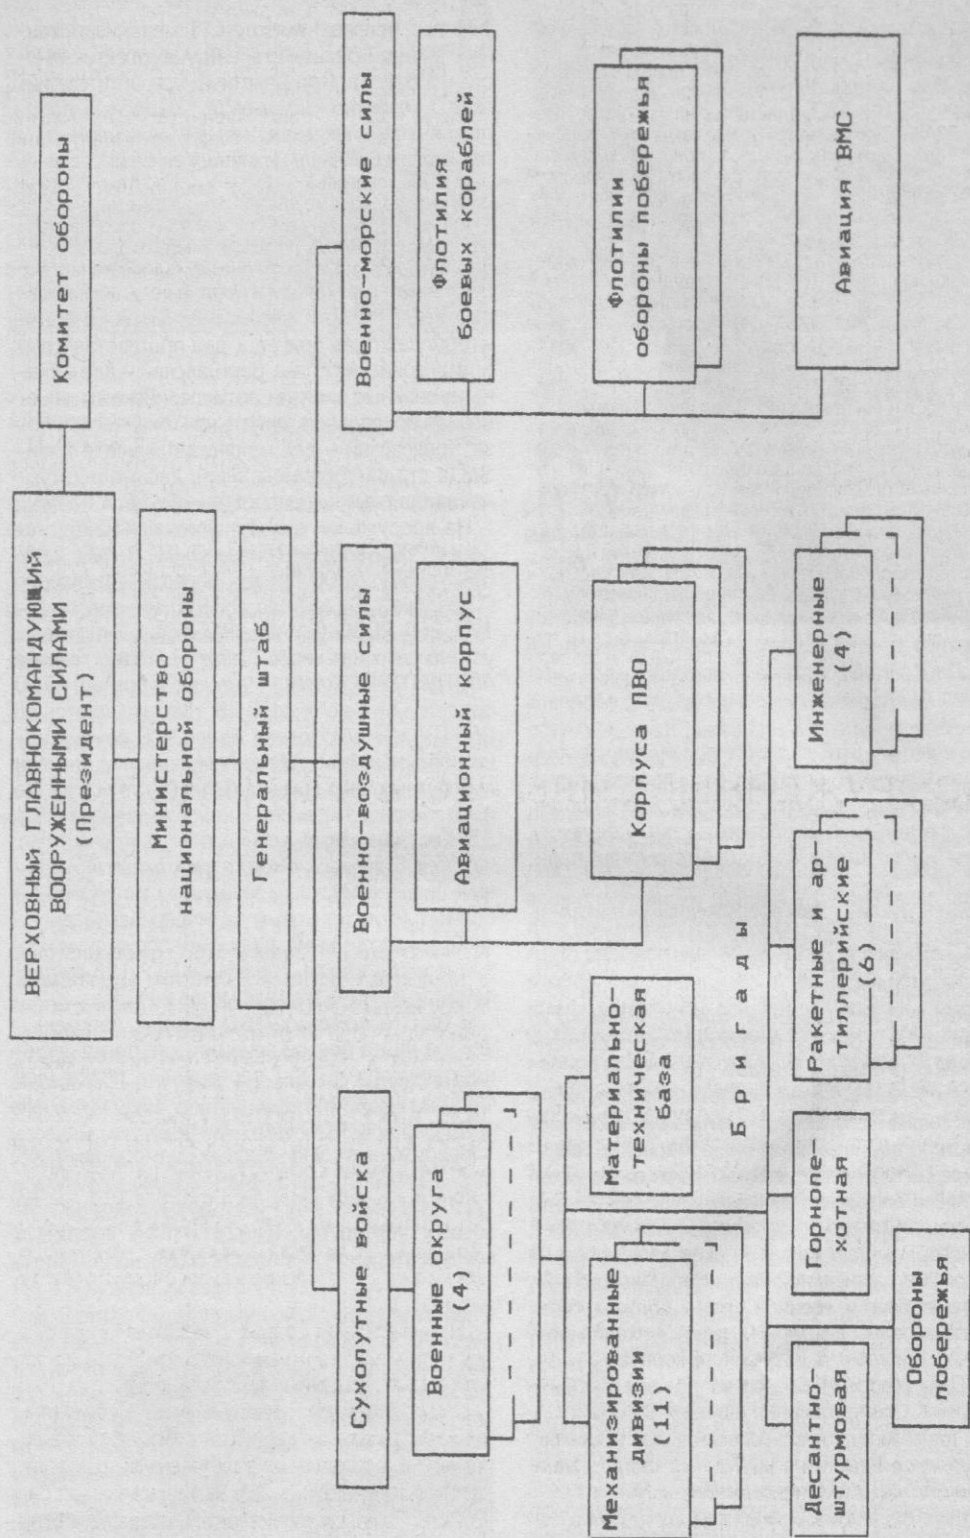 ВЕРХОВНЫЙ ГЛАВНОКОМАНДУЮЩИЙ
ВООРУЖЕННЫМИ СИЛАМИ
(Президент)
Комитет обороны
Министерство
национальной обороны
Генеральный штаб
Сухопутные войска
Военно-воздушные силы
Военно-морские силы
Военные округа
(4)
Авиационный корпус
Флотилия
боевых кораблей
Механизированные
дивизии
(11)
Материально-
техническая
база
Корпуса ПВО
Флотилии
обороны побережья
Бригады
Десантно-
штурмовая
Горнопе-
хотная
Ракетные и ар-
тиллерийские
(6)
Инженерные
(4)
Авиация ВМС
Обороны
побережья